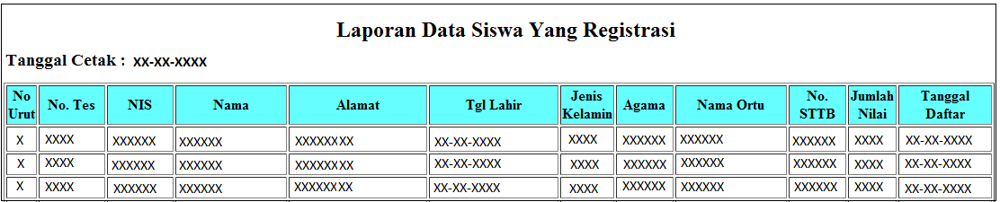 Laporan Data Siswa Yang Registrasi
Tanggal Cetak : XX-XX-XXXX
No Urut No. Tes NIS Nama Alamat Tgl Lahir Jenis Kelamin Agama Nama Ortu No. STTB Jumlah Nilai Tanggal Daftar
X XXXX XXXXXX XXXXXX XXXXXXXX XX-XX-XXXX XXXX XXXXXX XXXXXX XXXXXX XXXX XX-XX-XXXX
X XXXX XXXXXX XXXXXX XXXXXXXX XX-XX-XXXX XXXX XXXXXX XXXXXX XXXXXX XXXX XX-XX-XXXX
X XXXX XXXXXX XXXXXX XXXXXXXX XX-XX-XXXX XXXX XXXXXX XXXXXX XXXXXX XXXX XX-XX-XXXX